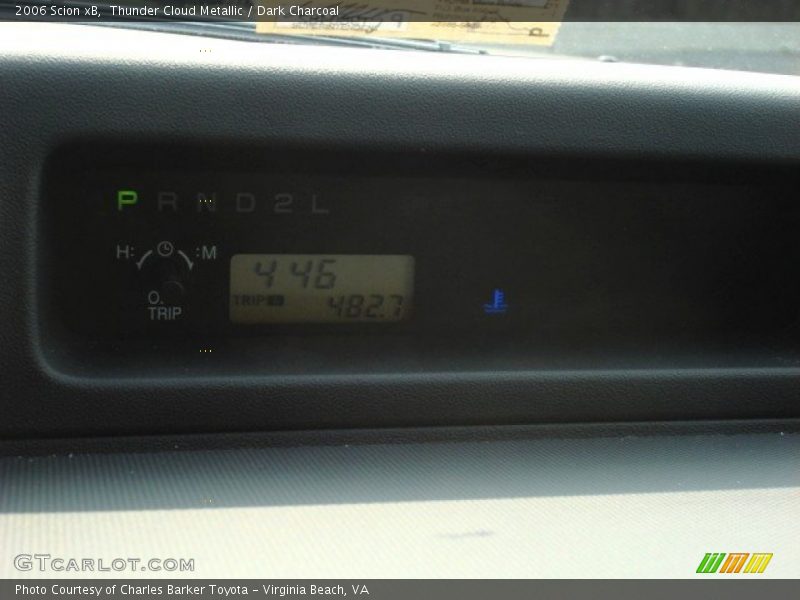 2006 Scion xB,  Thunder Cloud Metallic / Dark Charcoal
P R N D 2 L
H: :M
4 46
O.
TRIP
TRIP
482.7
GTCARLOT.COM
Photo Courtesy of Charles Barker Toyota - Virginia Beach, VA